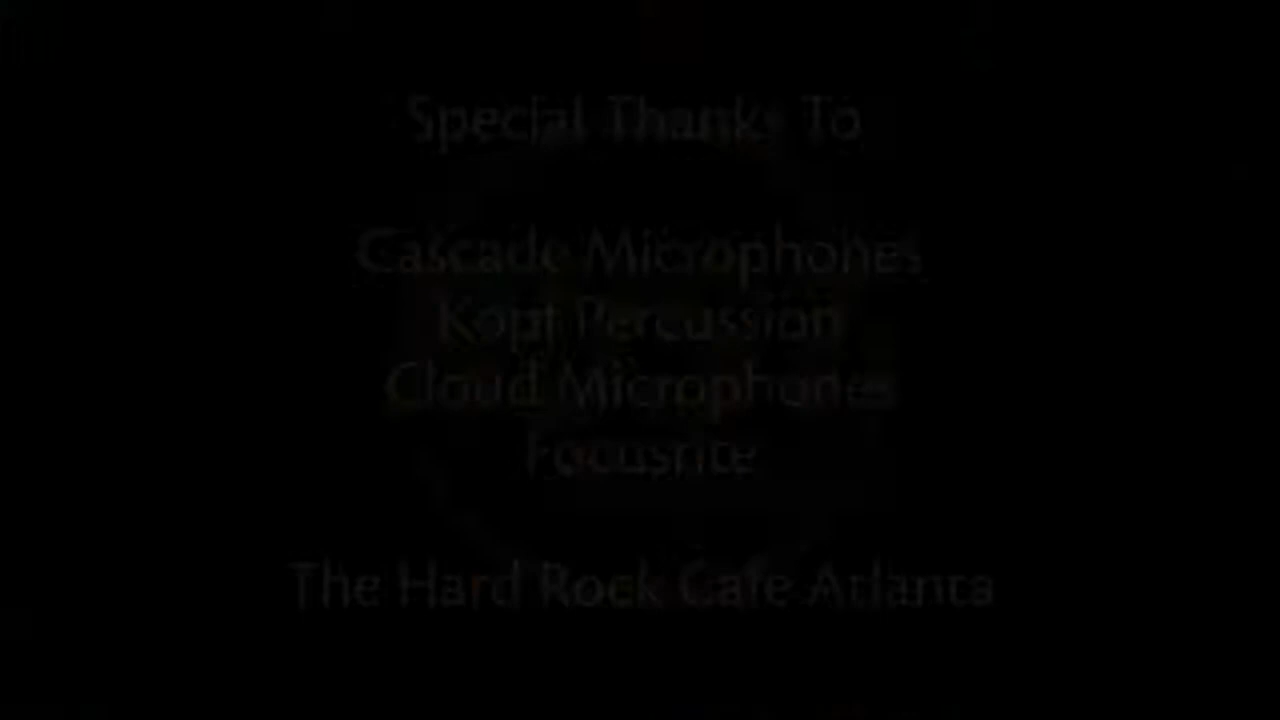 Special Thanks To
Cascade Microphones
Kopf Percussion
Cloud Microphones
Focusrite
The Hard Rock Cafe Atlanta